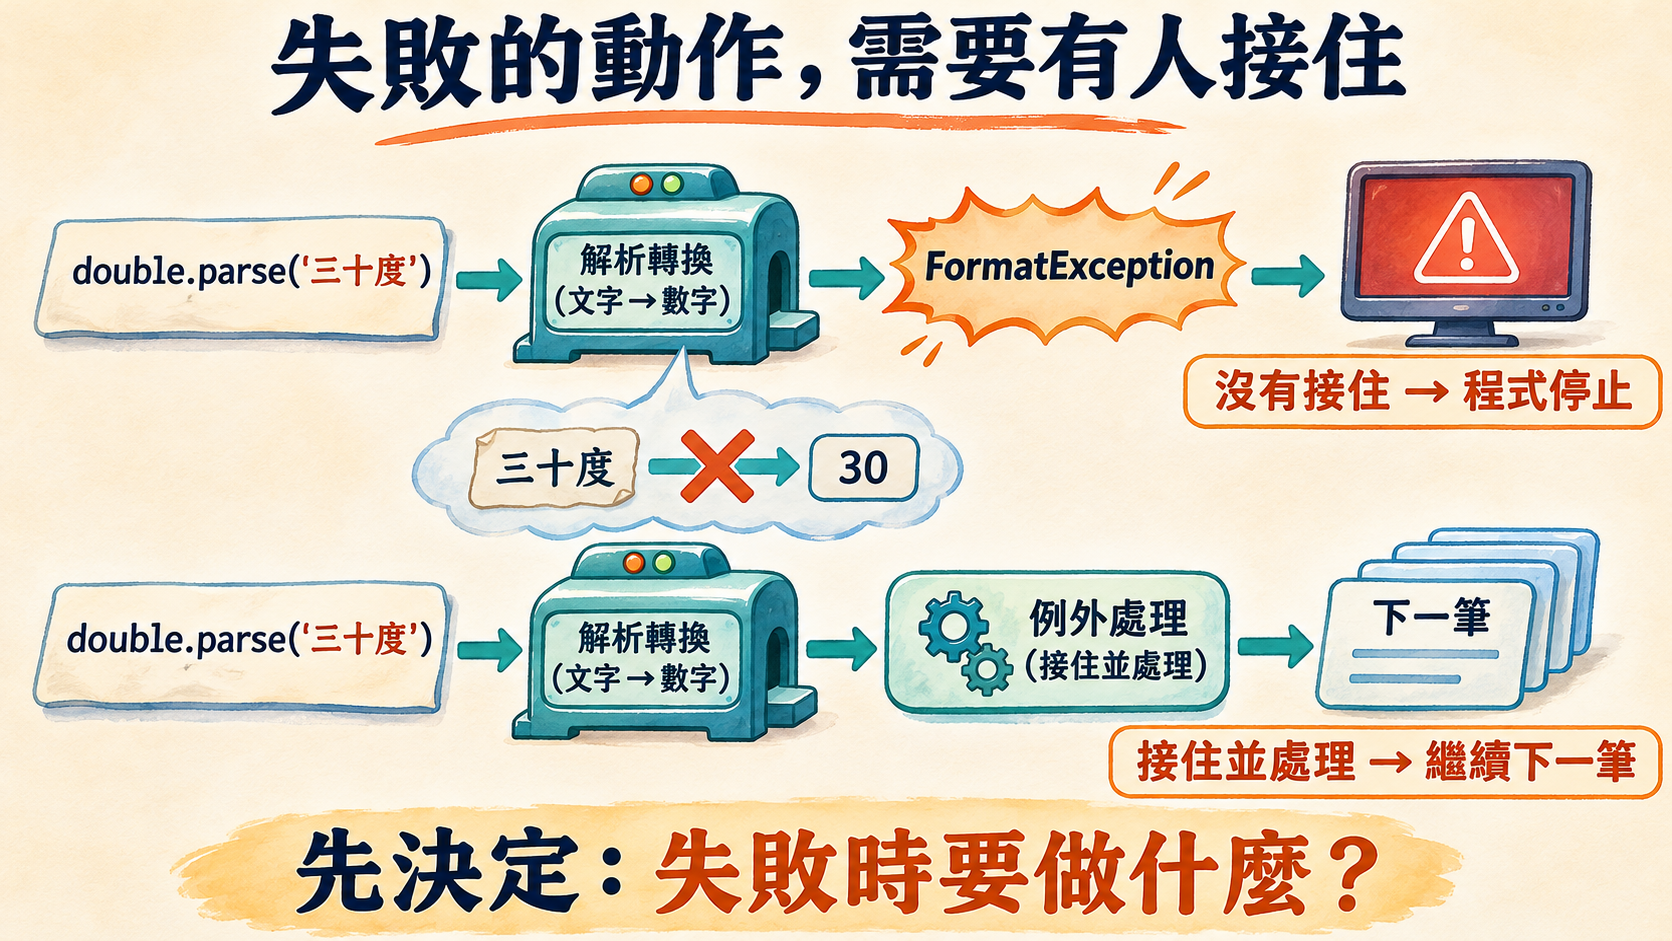 失敗的動作，需要有人接住
double.parse(‘三十度’)
解析轉換
(文字→數字)
FormatException
沒有接住 → 程式停止
三十度
30
double.parse(‘三十度’)
解析轉換
(文字→數字)
例外處理
(接住並處理)
下一筆
接住並處理 → 繼續下一筆
先決定：失敗時要做什麼？